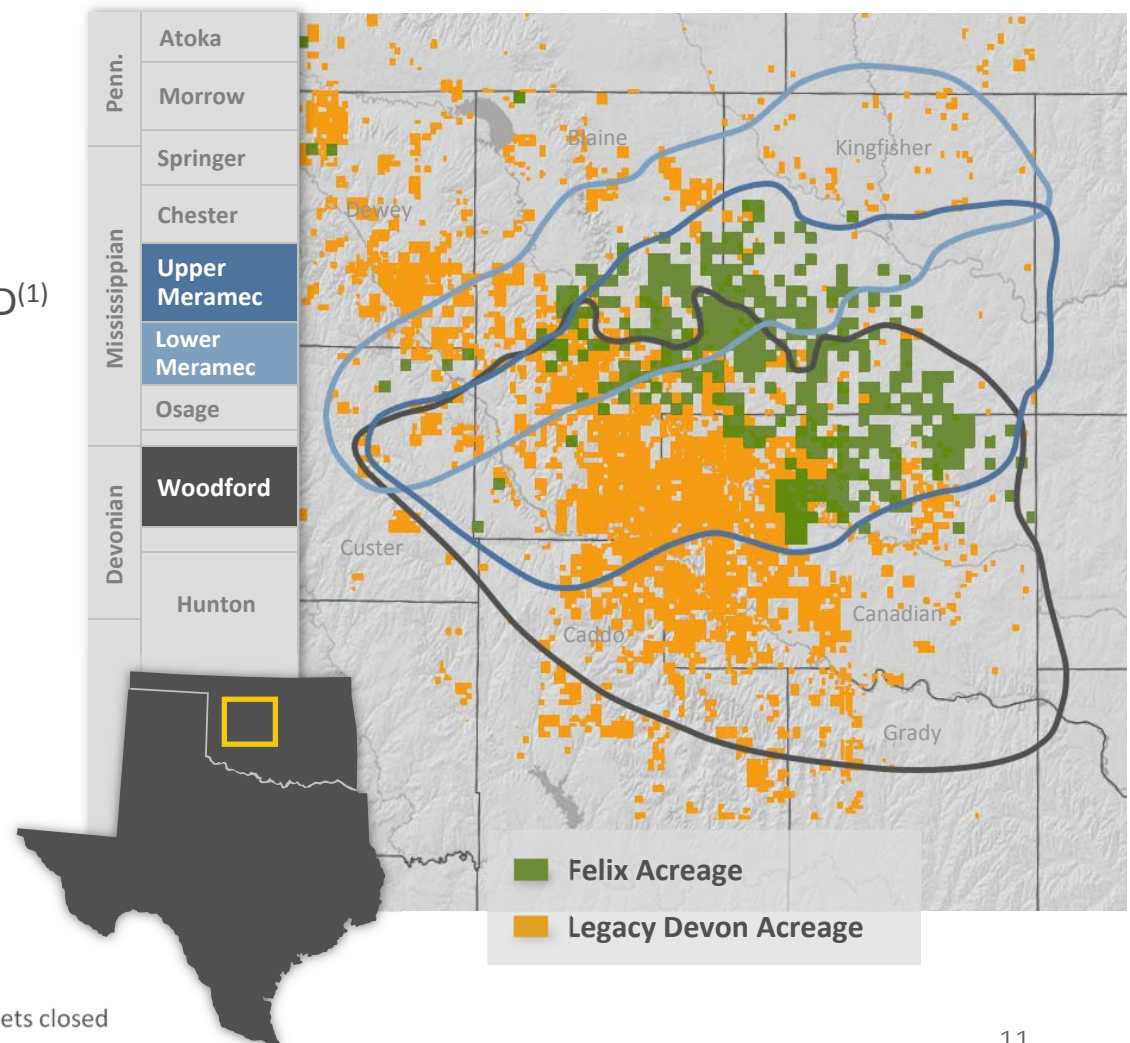 Penn.
Mississippian
Devonian
Atoka
Morrow
Springer
Chester
Upper
Meramec
Lower
Meramec
Osage
Woodford
Hunton
D(1)
Blaine
Kingfisher
Dewey
Custer
Caddo
Canadian
Grady
Felix Acreage
Legacy Devon Acreage
ets closed
11